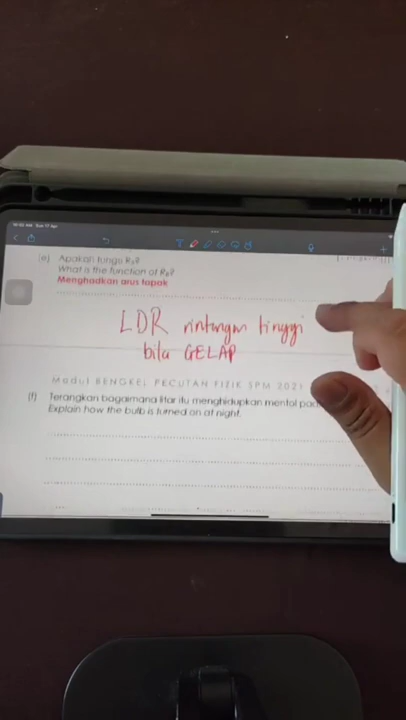 (e) Apakah fungsi R₂?
What is the function of R₂?
Menghadkan arus tapak
LDR rintangan tinggi
bila GELAP
Modul BENGKEL PECUTAN FIZIK SPM 2021
(f) Terangkan bagaimana litar itu menghidupkan mentol pada
Explain how the bulb is turned on at night.